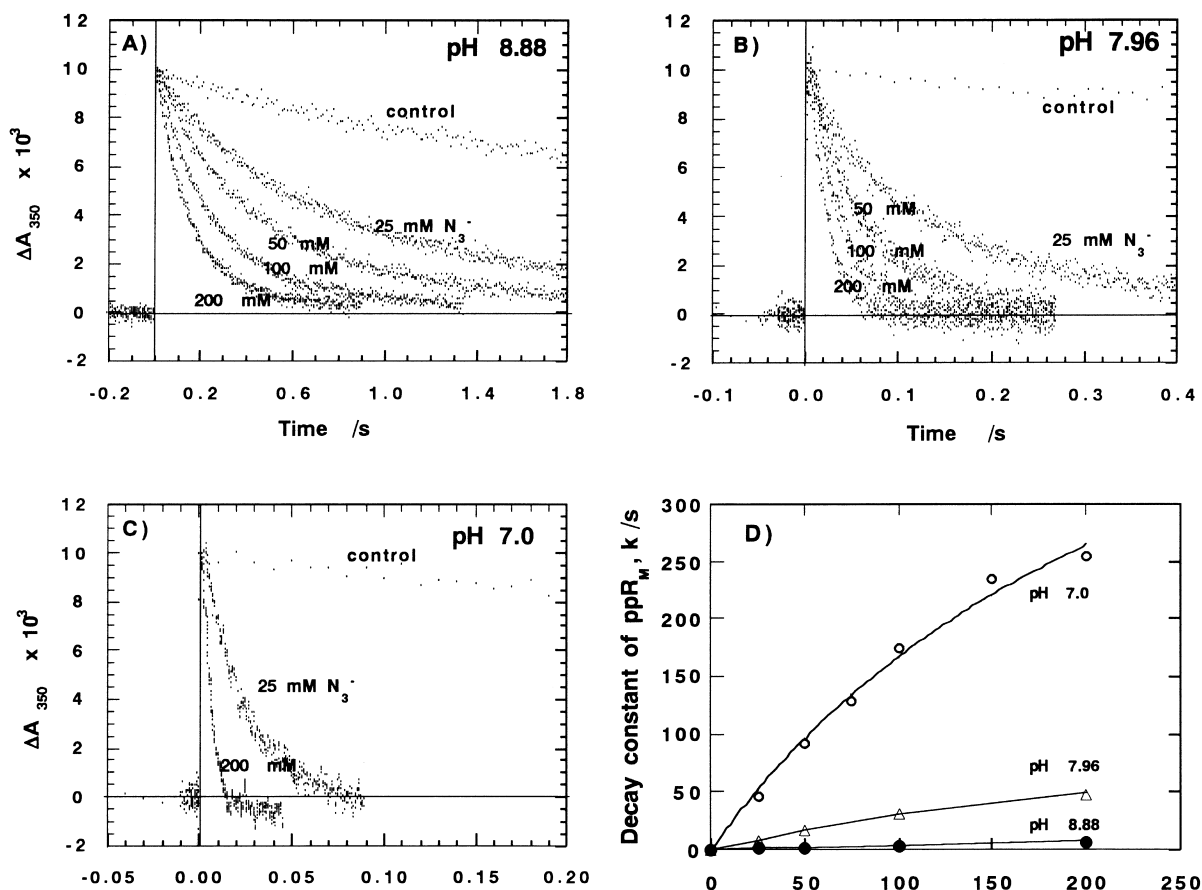 A)
pH 8.88
control
25 mM N3-
50 mM
100 mM
200 mM
ΔA350 x 10³
12
10
8
6
4
2
0
-2
-0.2 0.2 0.6 1.0 1.4 1.8
Time /s
B)
pH 7.96
control
50 mM
100 mM
25 mM N3-
200 mM
12
10
8
6
4
2
0
-2
-0.1 0.0 0.1 0.2 0.3 0.4
Time /s
C)
pH 7.0
control
25 mM N3-
200 mM
ΔA350 x 10³
12
10
8
6
4
2
0
-2
-0.05 0.00 0.05 0.10 0.15 0.20
D)
Decay constant of ppRM, k /s
300
250
200
150
100
50
0
pH 7.0
pH 7.96
pH 8.88
0 50 100 150 200 250